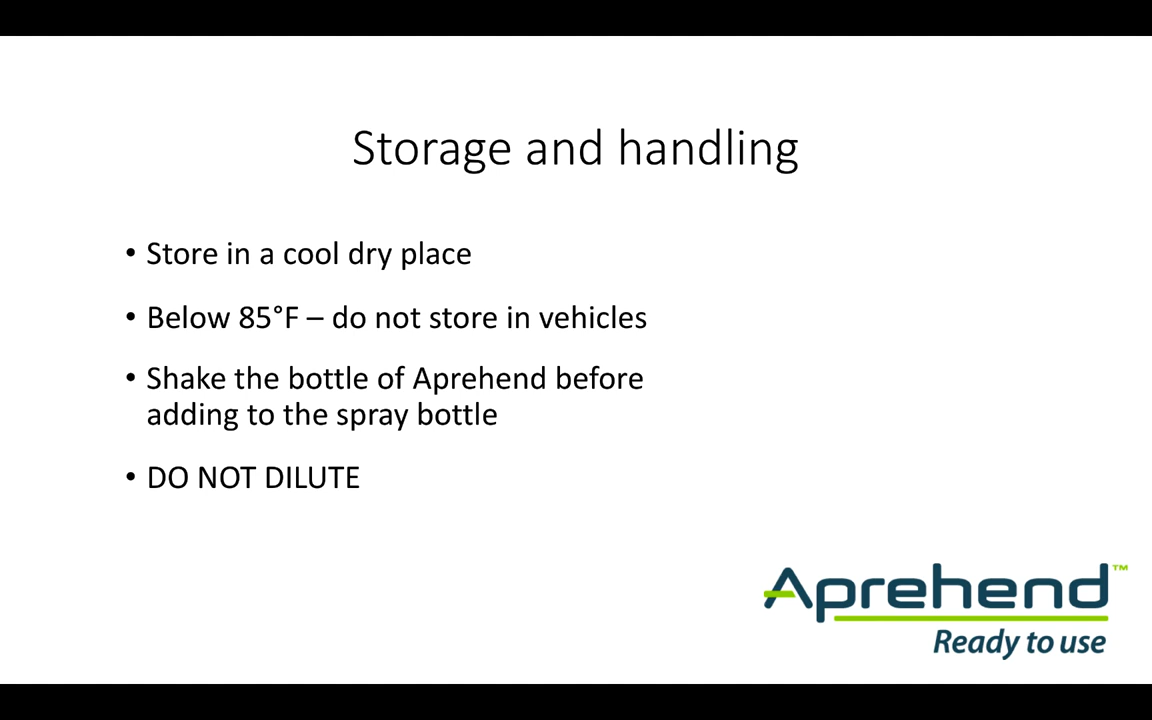 Storage and handling
• Store in a cool dry place
• Below 85°F – do not store in vehicles
• Shake the bottle of Aprehend before
adding to the spray bottle
• DO NOT DILUTE
Aprehend™
Ready to use